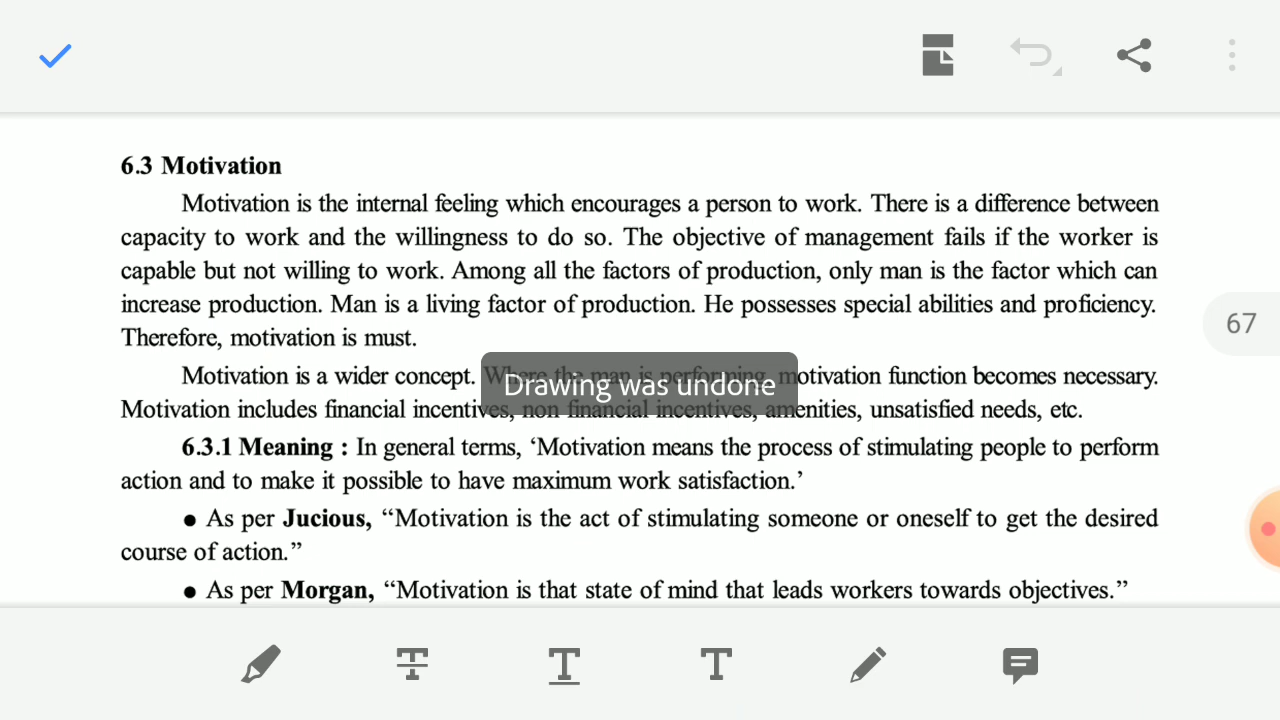 6.3 Motivation
Motivation is the internal feeling which encourages a person to work. There is a difference between
capacity to work and the willingness to do so. The objective of management fails if the worker is
capable but not willing to work. Among all the factors of production, only man is the factor which can
increase production. Man is a living factor of production. He possesses special abilities and proficiency.
67
Therefore, motivation is must.
Motivation is a wider concept. Where the man is performing, motivation function becomes necessary.
Drawing was undone
Motivation includes financial incentives, non financial incentives, amenities, unsatisfied needs, etc.
6.3.1 Meaning : In general terms, ‘Motivation means the process of stimulating people to perform
action and to make it possible to have maximum work satisfaction.’
● As per Jucious, “Motivation is the act of stimulating someone or oneself to get the desired
course of action.”
● As per Morgan, “Motivation is that state of mind that leads workers towards objectives.”